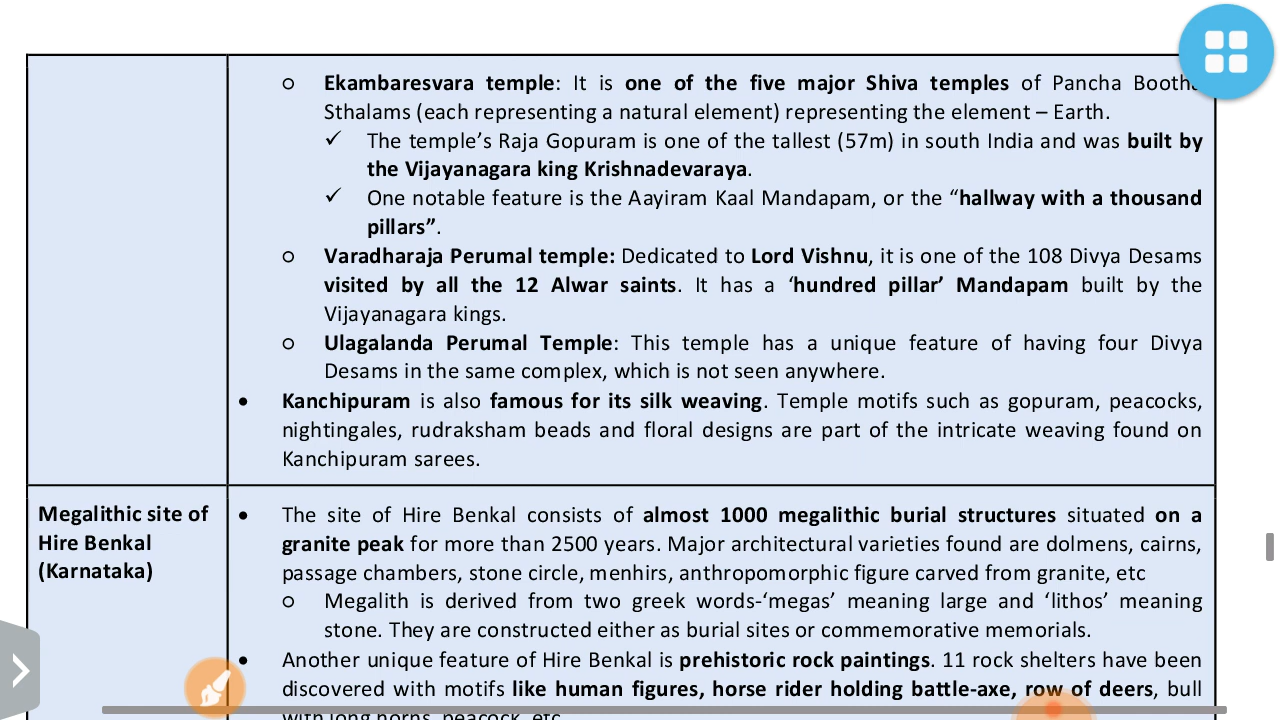 ○ Ekambaresvara temple: It is one of the five major Shiva temples of Pancha Bootha
Sthalams (each representing a natural element) representing the element – Earth.
✓ The temple’s Raja Gopuram is one of the tallest (57m) in south India and was built by
the Vijayanagara king Krishnadevaraya.
✓ One notable feature is the Aayiram Kaal Mandapam, or the “hallway with a thousand
pillars”.
○ Varadharaja Perumal temple: Dedicated to Lord Vishnu, it is one of the 108 Divya Desams
visited by all the 12 Alwar saints. It has a ‘hundred pillar’ Mandapam built by the
Vijayanagara kings.
○ Ulagalanda Perumal Temple: This temple has a unique feature of having four Divya
Desams in the same complex, which is not seen anywhere.
• Kanchipuram is also famous for its silk weaving. Temple motifs such as gopuram, peacocks,
nightingales, rudraksham beads and floral designs are part of the intricate weaving found on
Kanchipuram sarees.
Megalithic site of
Hire Benkal
(Karnataka)
• The site of Hire Benkal consists of almost 1000 megalithic burial structures situated on a
granite peak for more than 2500 years. Major architectural varieties found are dolmens, cairns,
passage chambers, stone circle, menhirs, anthropomorphic figure carved from granite, etc
○ Megalith is derived from two greek words-‘megas’ meaning large and ‘lithos’ meaning
stone. They are constructed either as burial sites or commemorative memorials.
• Another unique feature of Hire Benkal is prehistoric rock paintings. 11 rock shelters have been
discovered with motifs like human figures, horse rider holding battle-axe, row of deers, bull
with long horns, peacock, etc